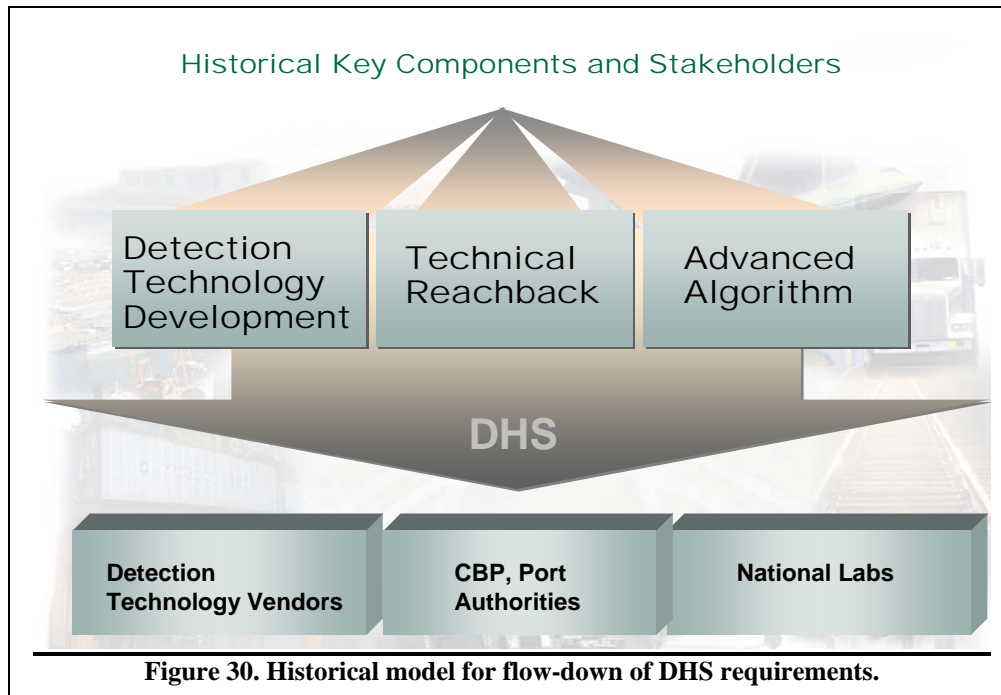 Historical Key Components and Stakeholders
Detection
Technology
Development
Technical
Reachback
Advanced
Algorithm
DHS
Detection
Technology Vendors
CBP, Port
Authorities
National Labs
Figure 30. Historical model for flow-down of DHS requirements.